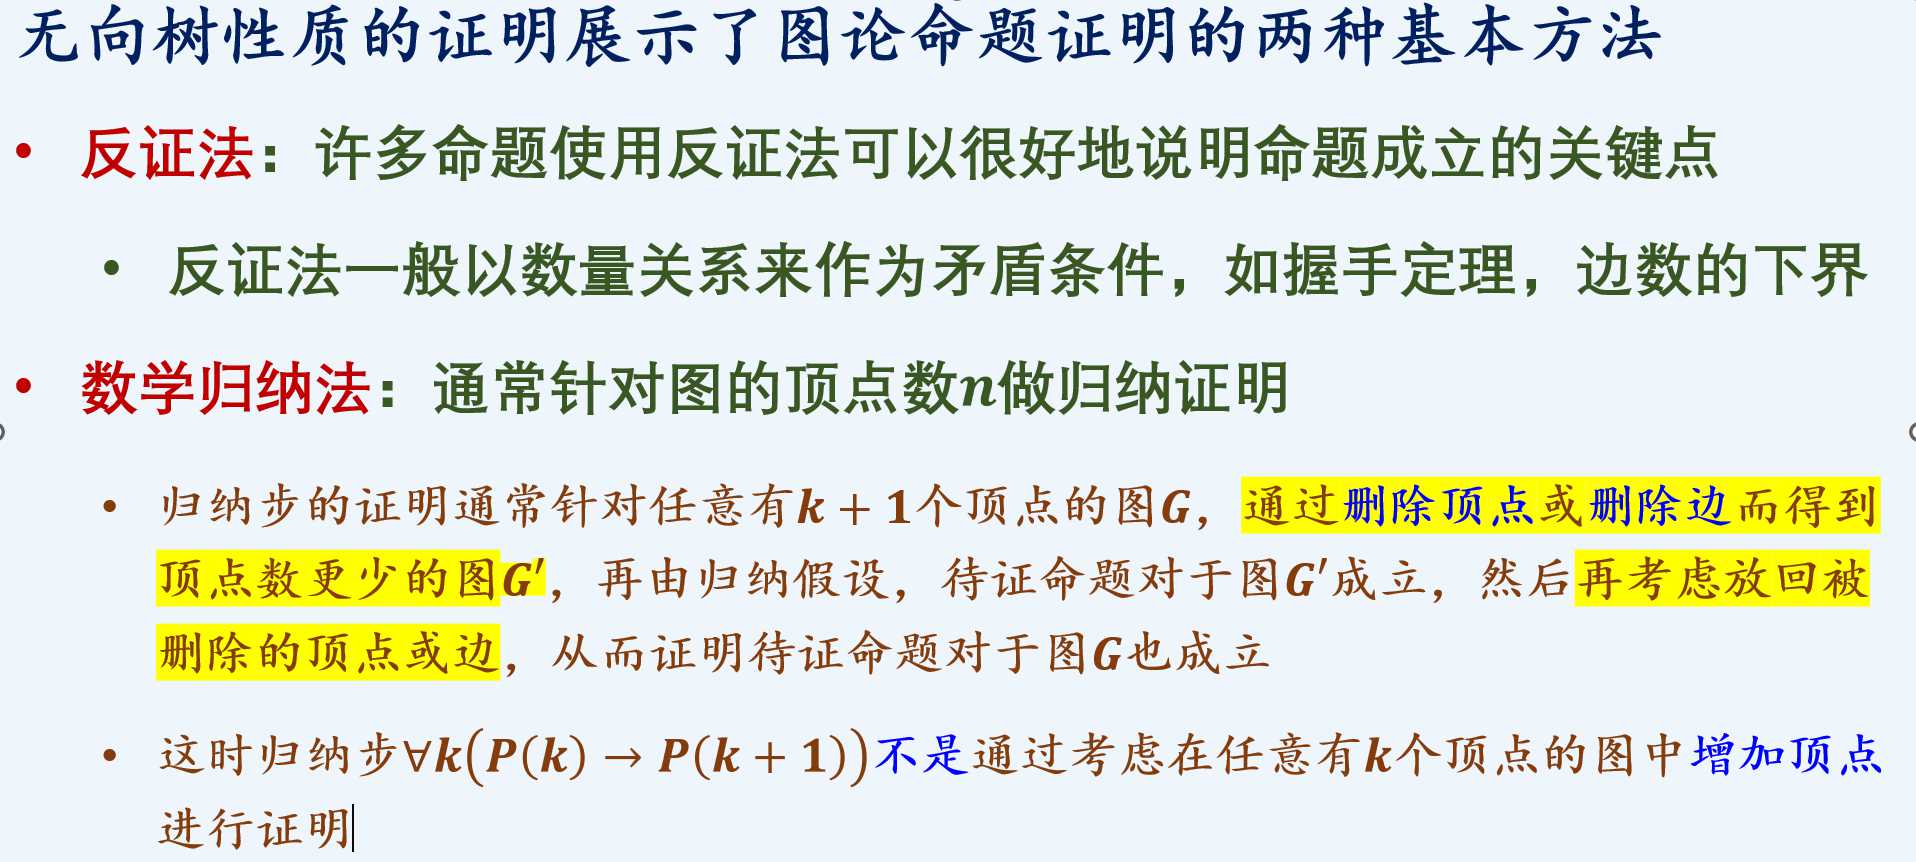 无向树性质的证明展示了图论命题证明的两种基本方法
• 反证法：许多命题使用反证法可以很好地说明命题成立的关键点
• 反证法一般以数量关系来作为矛盾条件，如握手定理，边数的下界
• 数学归纳法：通常针对图的顶点数n做归纳证明
• 归纳步的证明通常针对任意有k + 1个顶点的图G，通过删除顶点或删除边而得到
顶点数更少的图G′，再由归纳假设，待证命题对于图G′成立，然后再考虑放回被
删除的顶点或边，从而证明待证命题对于图G也成立
• 这时归纳步∀k(P(k) → P(k + 1))不是通过考虑在任意有k个顶点的图中增加顶点
进行证明